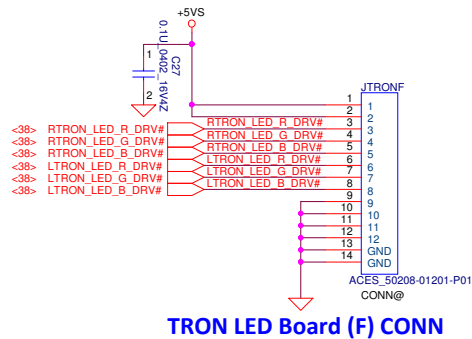 +5VS
0.1U_0402_16V4Z
C27
1
2
JTRONF
<38> RTRON_LED_R_DRV# RTRON_LED_R_DRV#
<38> RTRON_LED_G_DRV# RTRON_LED_G_DRV#
<38> RTRON_LED_B_DRV# RTRON_LED_B_DRV#
<38> LTRON_LED_R_DRV# LTRON_LED_R_DRV#
<38> LTRON_LED_G_DRV# LTRON_LED_G_DRV#
<38> LTRON_LED_B_DRV# LTRON_LED_B_DRV#
1 1
2 2
3 3
4 4
5 5
6 6
7 7
8 8
9 9
10 10
11 11
12 12
13 GND
14 GND
ACES_50208-01201-P01
CONN@
TRON LED Board (F) CONN